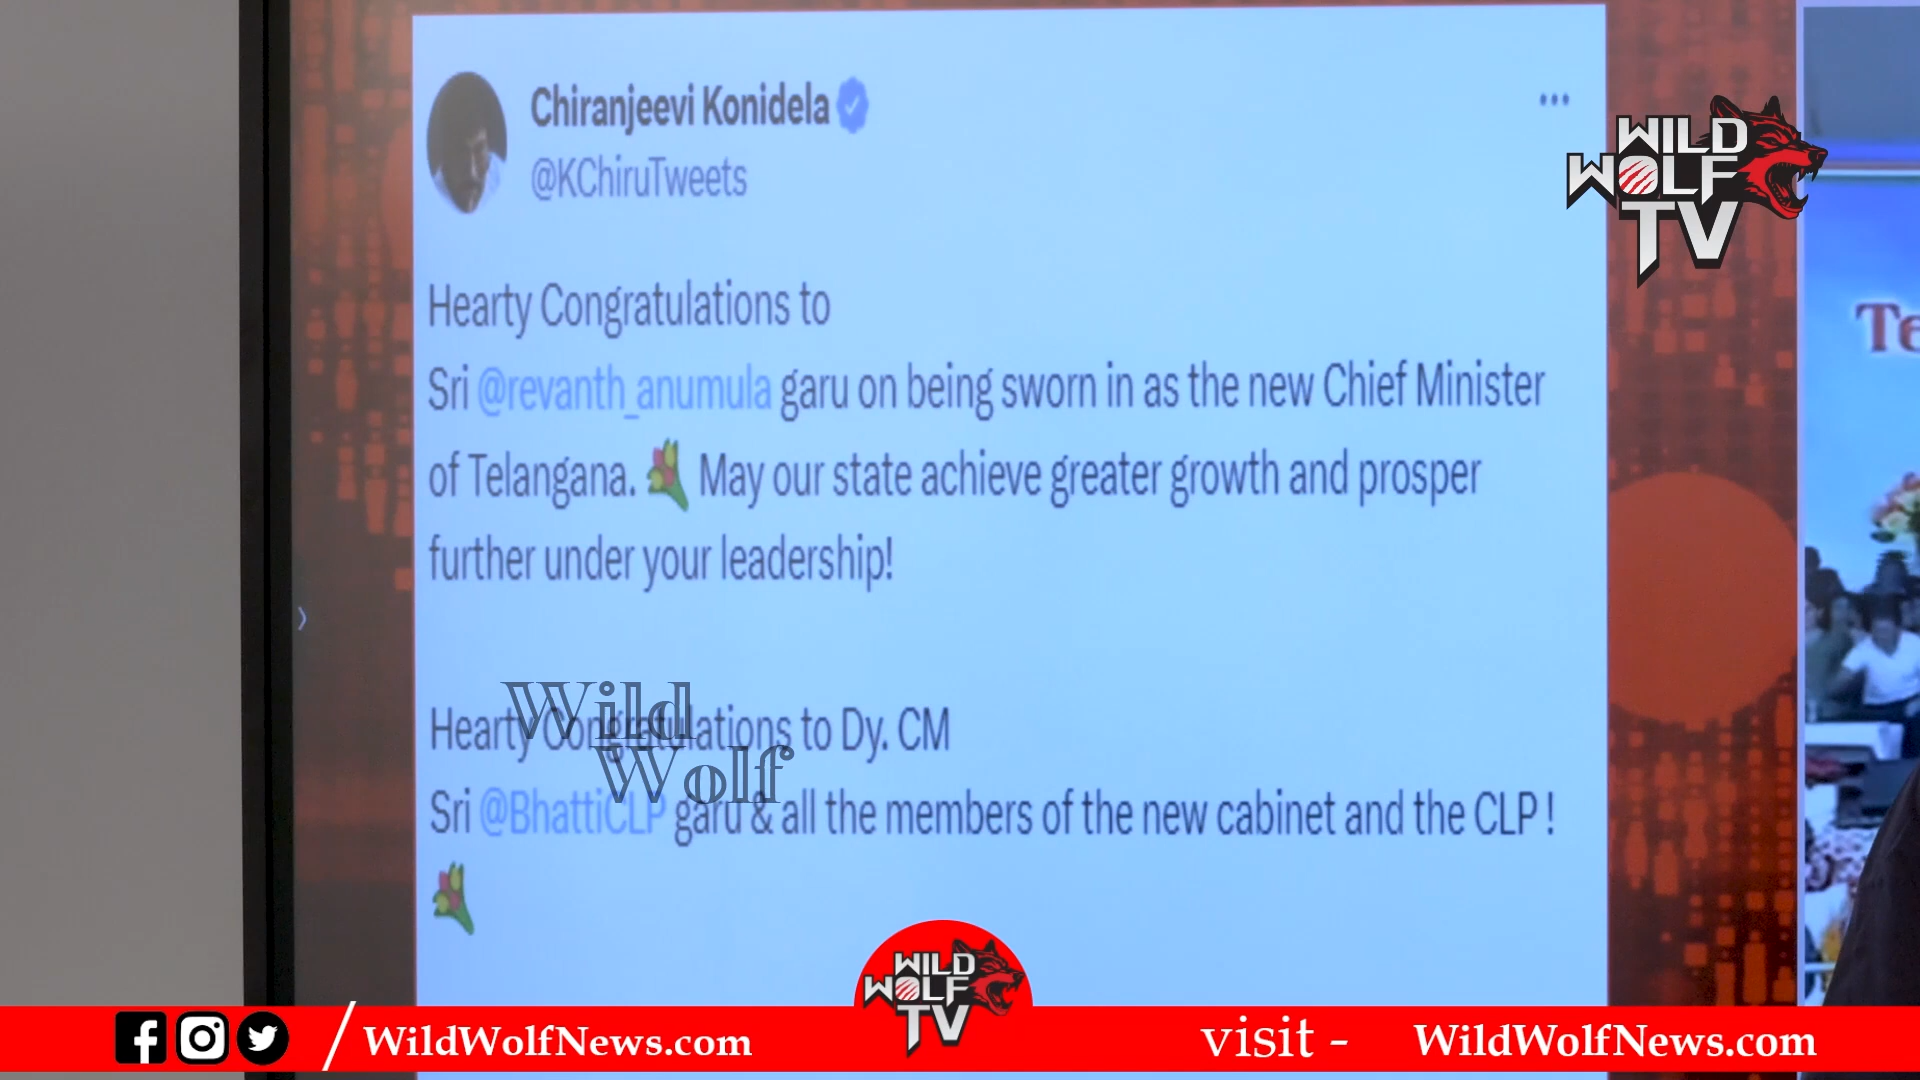 Chiranjeevi Konidela
@KChiruTweets
Hearty Congratulations to
Sri @revanth_anumula garu on being sworn in as the new Chief Minister
of Telangana. 💐 May our state achieve greater growth and prosper
further under your leadership!
Hearty Congratulations to Dy. CM
Sri @BhattiCLP garu & all the members of the new cabinet and the CLP !
💐
Wild
Wolf
WILD
WOLF
TV
Te
WILD
WOLF
TV
WildWolfNews.com
visit - WildWolfNews.com